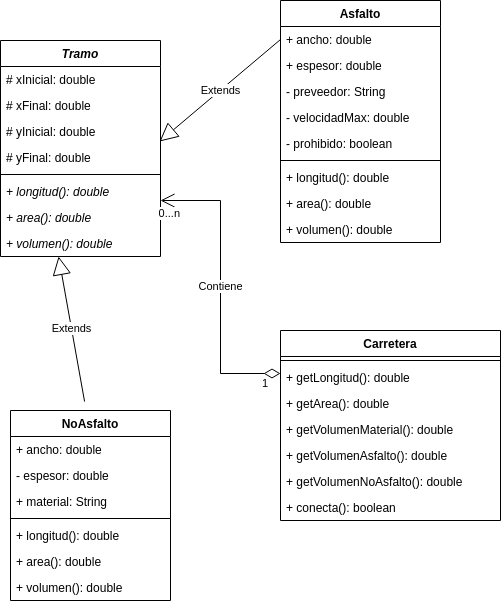 Tramo
# xInicial: double
# xFinal: double
# yInicial: double
# yFinal: double
+ longitud(): double
+ area(): double
+ volumen(): double
Extends
Asfalto
+ ancho: double
+ espesor: double
- preveedor: String
- velocidadMax: double
- prohibido: boolean
+ longitud(): double
+ area(): double
+ volumen(): double
0...n
Contiene
1
Extends
Carretera
+ getLongitud(): double
+ getArea(): double
+ getVolumenMaterial(): double
+ getVolumenAsfalto(): double
+ getVolumenNoAsfalto(): double
+ conecta(): boolean
NoAsfalto
+ ancho: double
- espesor: double
+ material: String
+ longitud(): double
+ area(): double
+ volumen(): double